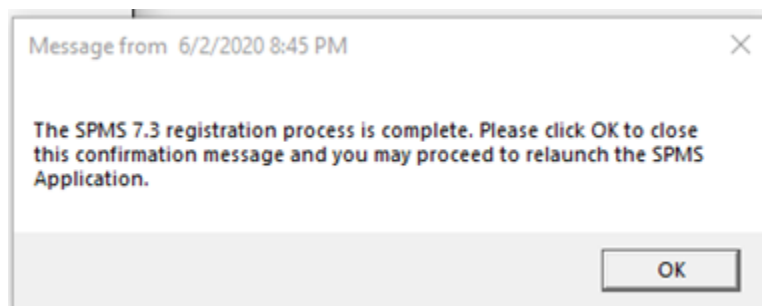 Message from 6/2/2020 8:45 PM
The SPMS 7.3 registration process is complete. Please click OK to close
this confirmation message and you may proceed to relaunch the SPMS
Application.
OK